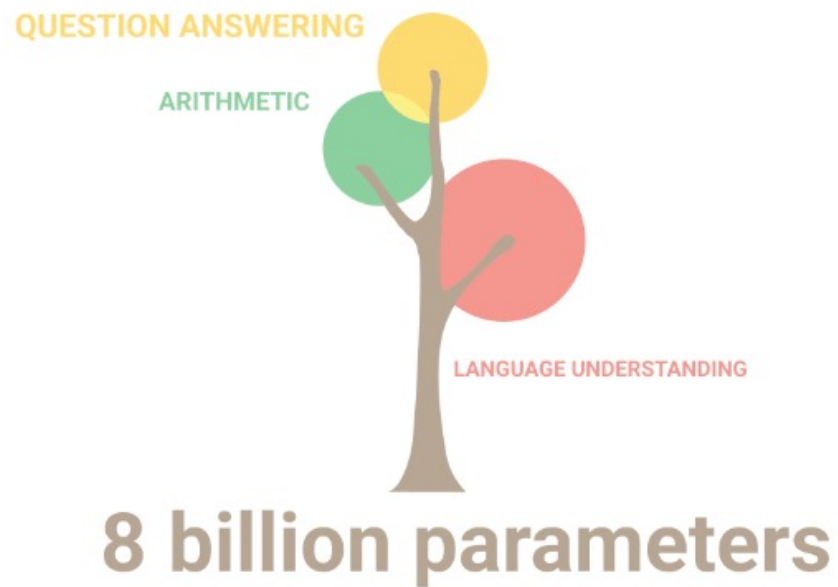 QUESTION ANSWERING
ARITHMETIC
LANGUAGE UNDERSTANDING
8 billion parameters